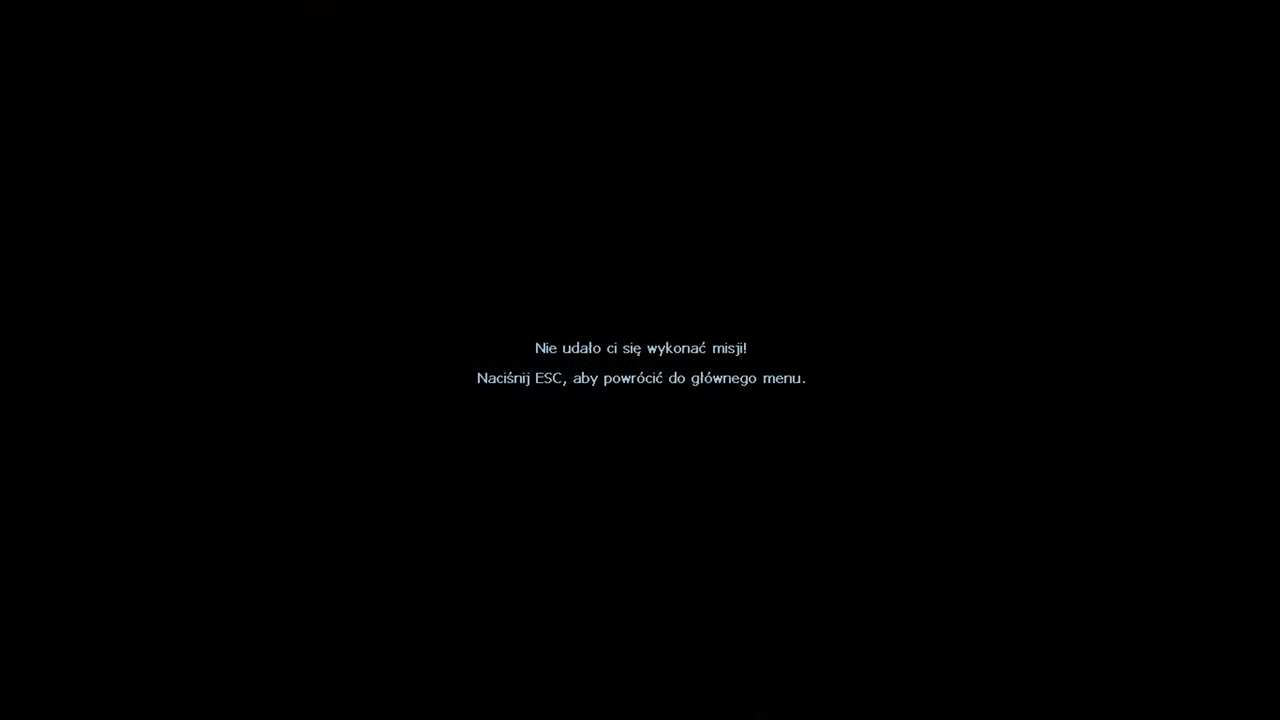 Nie udało ci się wykonać misji!
Naciśnij ESC, aby powrócić do głównego menu.